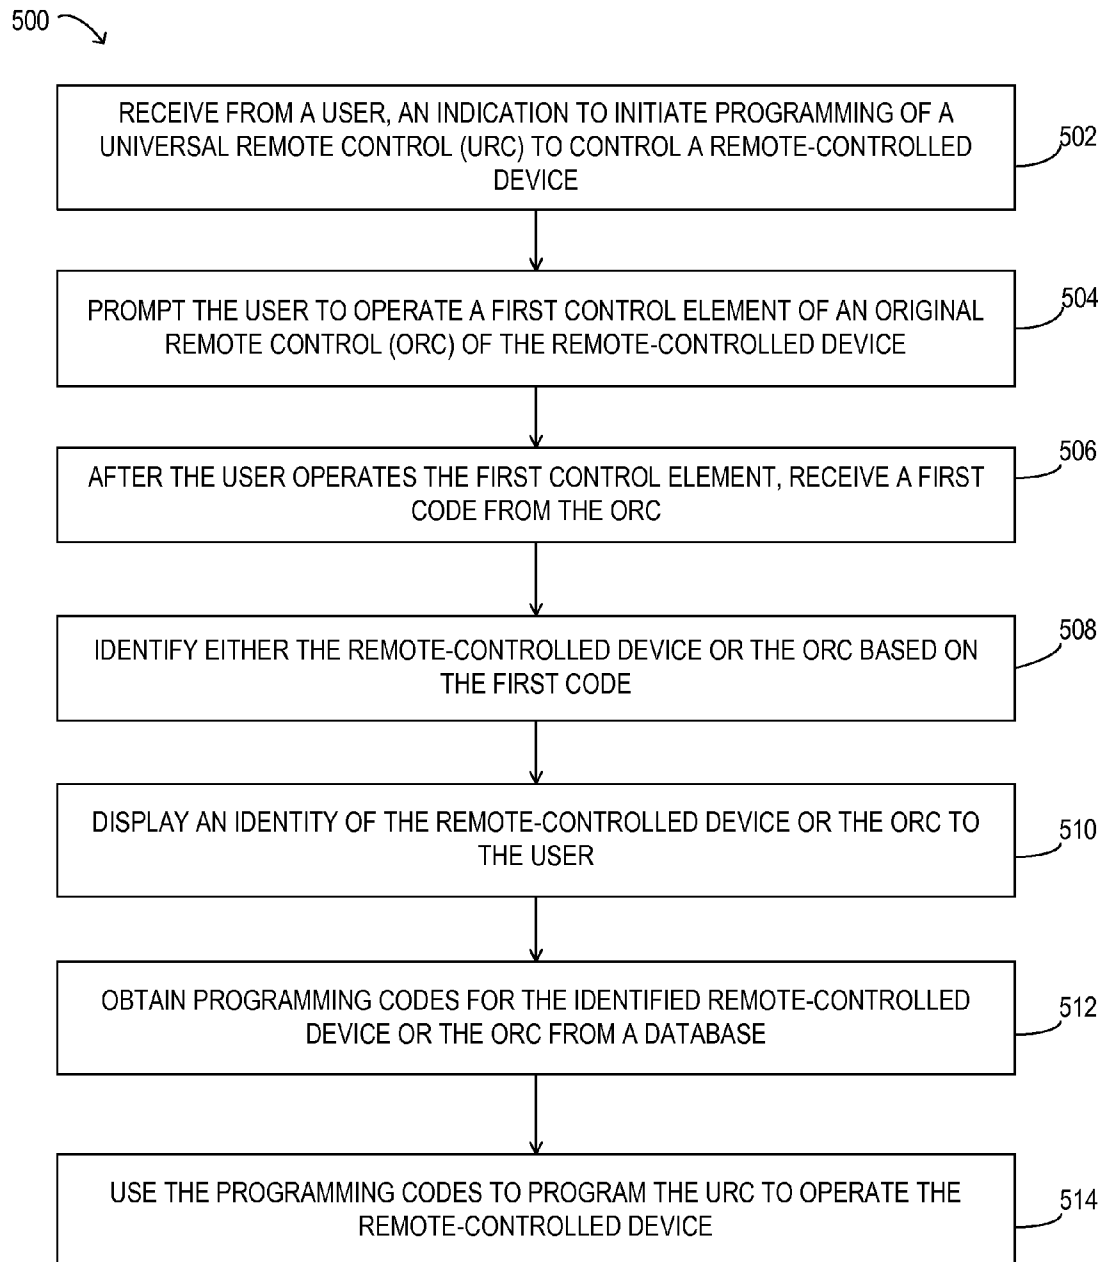 500
RECEIVE FROM A USER, AN INDICATION TO INITIATE PROGRAMMING OF A
UNIVERSAL REMOTE CONTROL (URC) TO CONTROL A REMOTE-CONTROLLED
DEVICE
502
PROMPT THE USER TO OPERATE A FIRST CONTROL ELEMENT OF AN ORIGINAL
REMOTE CONTROL (ORC) OF THE REMOTE-CONTROLLED DEVICE
504
AFTER THE USER OPERATES THE FIRST CONTROL ELEMENT, RECEIVE A FIRST
CODE FROM THE ORC
506
IDENTIFY EITHER THE REMOTE-CONTROLLED DEVICE OR THE ORC BASED ON
THE FIRST CODE
508
DISPLAY AN IDENTITY OF THE REMOTE-CONTROLLED DEVICE OR THE ORC TO
THE USER
510
OBTAIN PROGRAMMING CODES FOR THE IDENTIFIED REMOTE-CONTROLLED
DEVICE OR THE ORC FROM A DATABASE
512
USE THE PROGRAMMING CODES TO PROGRAM THE URC TO OPERATE THE
REMOTE-CONTROLLED DEVICE
514